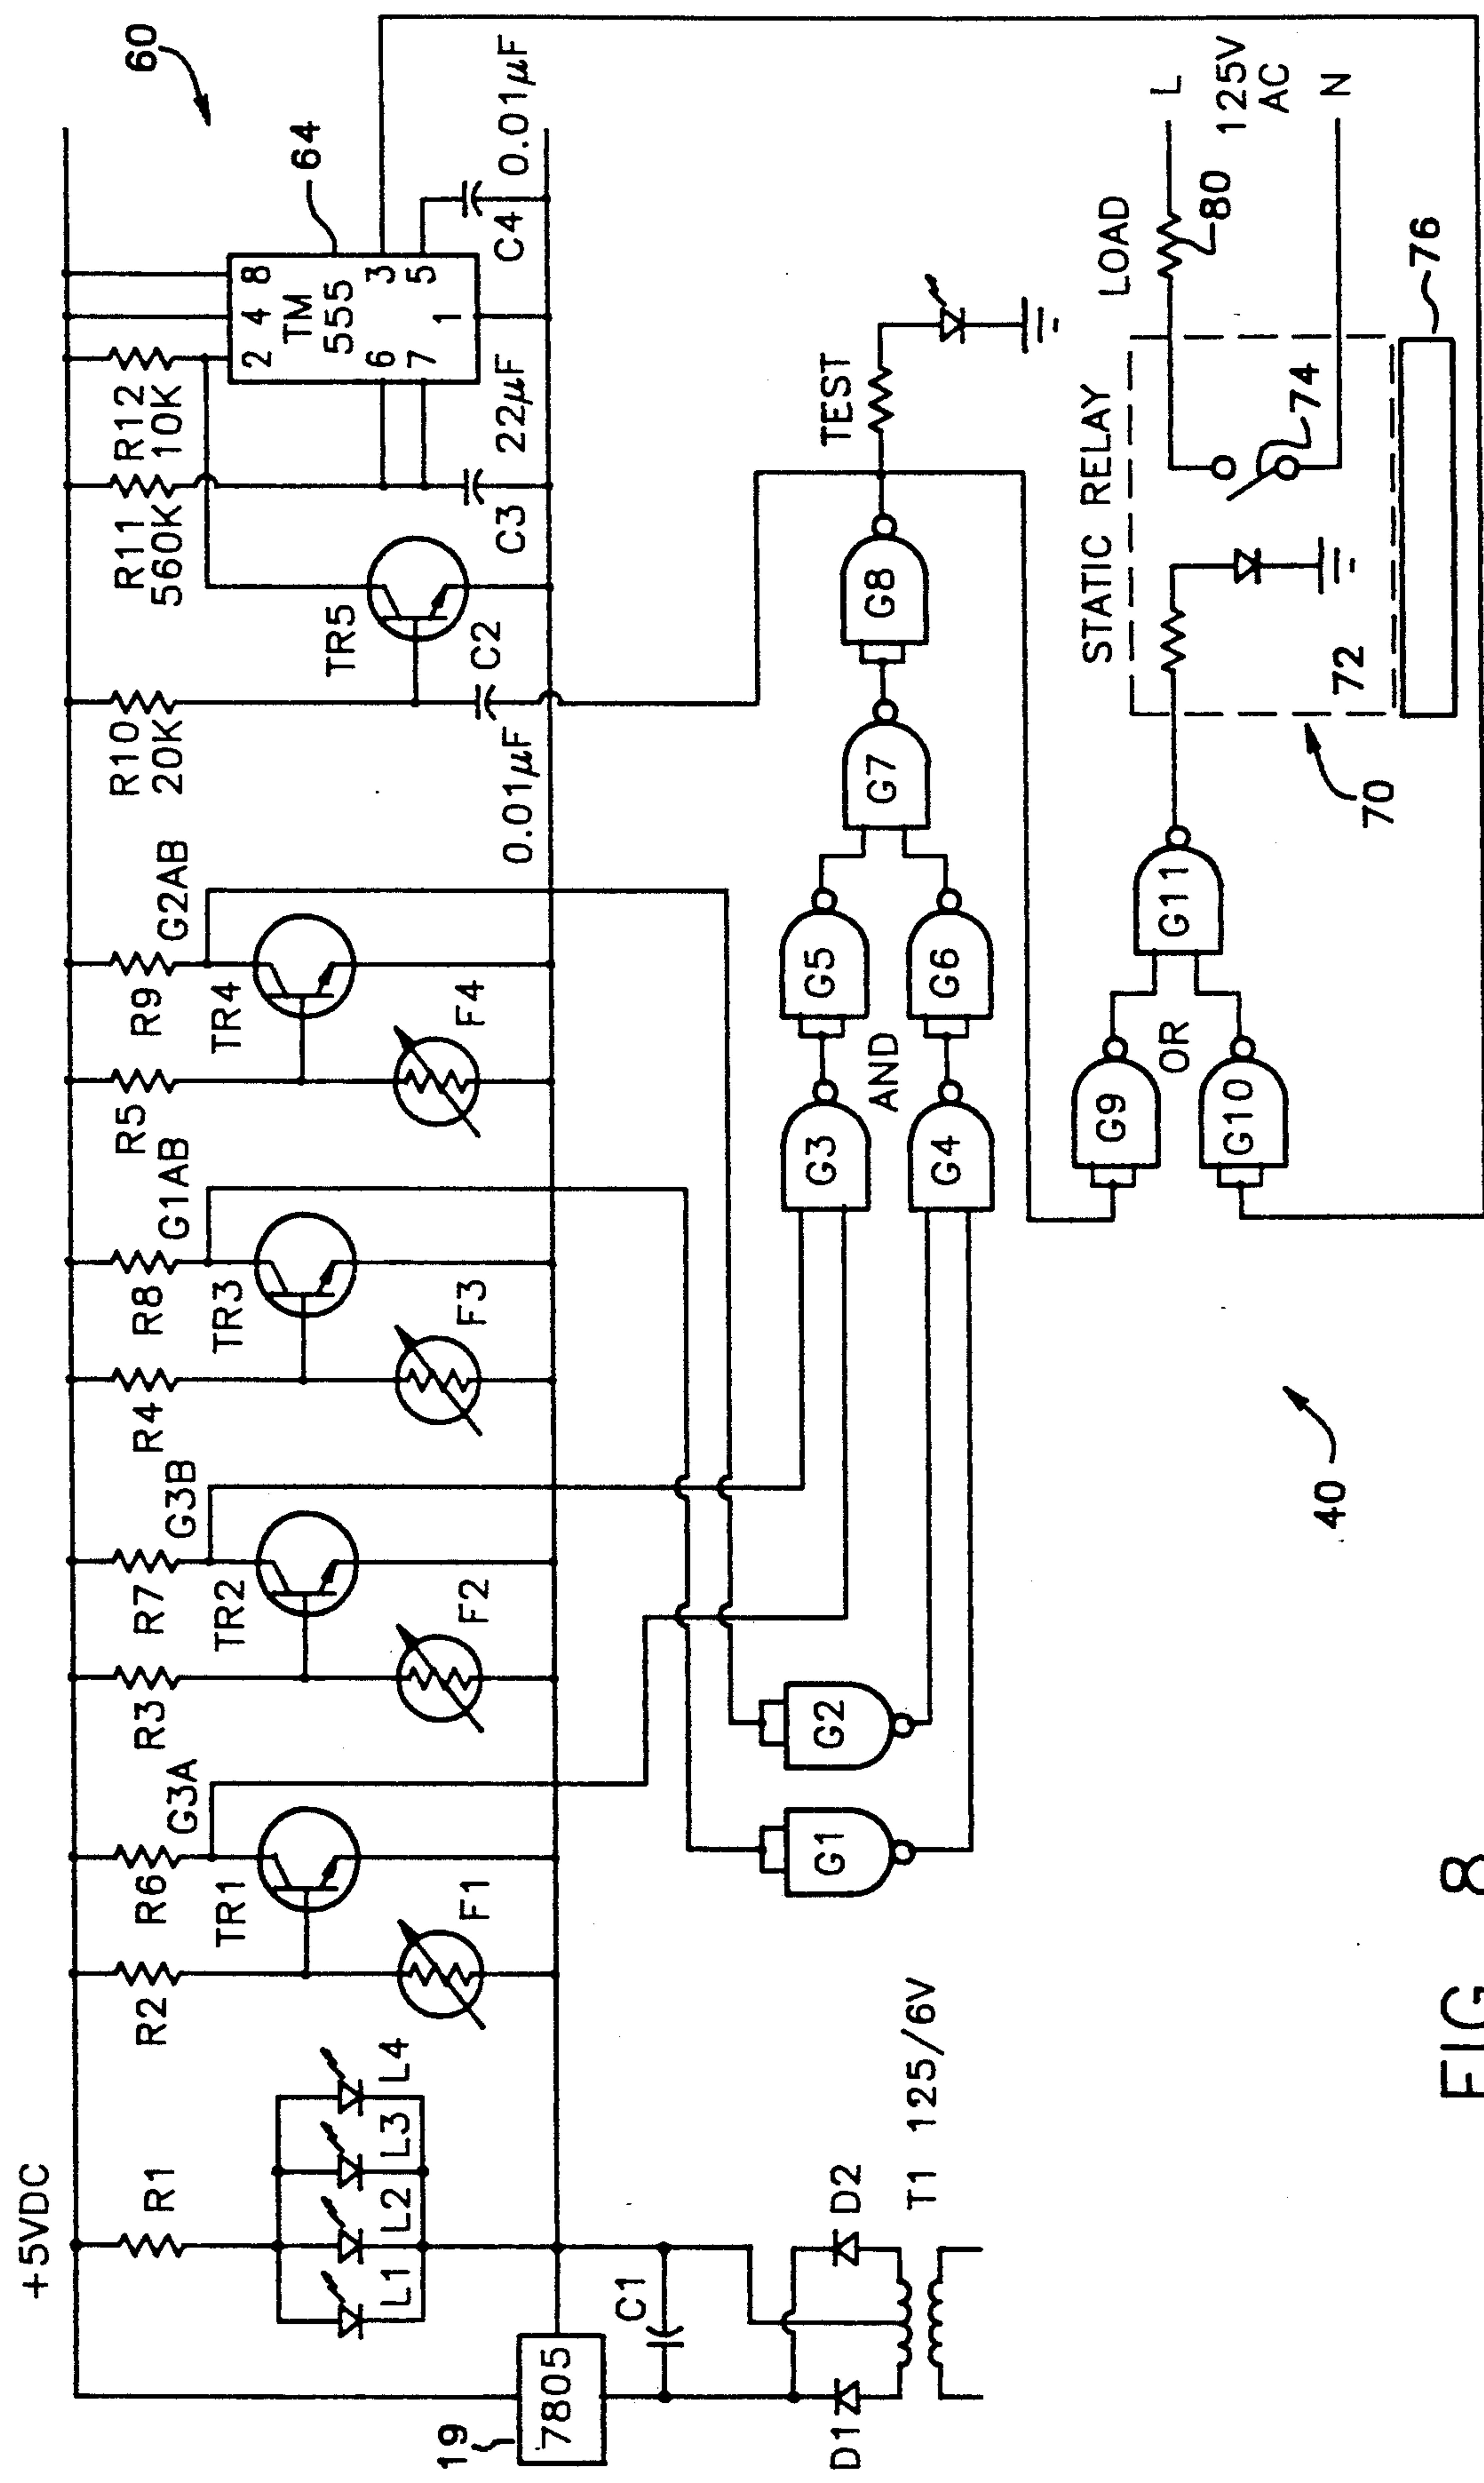 +5VDC
R1
L1
L2
L3
L4
19
7805
C1
D1
D2
T1 125/6V
R2
R6
G3A
TR1
F1
R3
R7
G3B
TR2
F2
R4
R8
G1AB
TR3
F3
R5
R9
G2AB
TR4
F4
R10
20K
C2
0.01µF
TR5
R11
560K
R12
10K
C3
22µF
2 4 8
TM
555
6 3
7 5
1
64
C4
0.01µF
60
G1
G2
G3
G4
AND
G5
G6
G7
G8
TEST
G9
G10
OR
G11
STATIC RELAY
70
72
74
76
LOAD
80
L
125V
AC
N
40
FIG 8